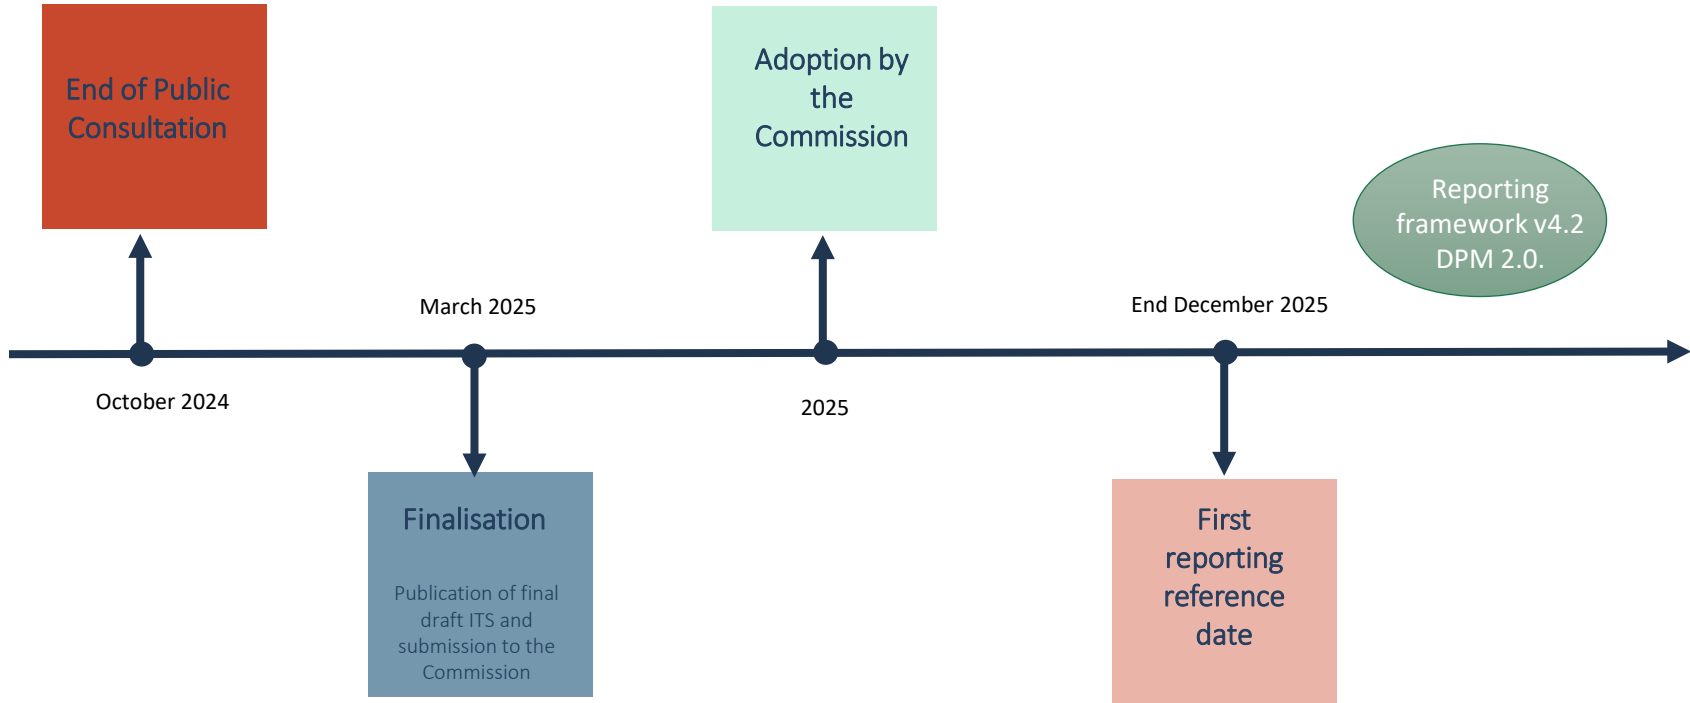 End of Public
Consultation
Adoption by
the
Commission
Reporting
framework v4.2
DPM 2.0.
March 2025
End December 2025
October 2024
2025
Finalisation
Publication of final
draft ITS and
submission to the
Commission
First
reporting
reference
date